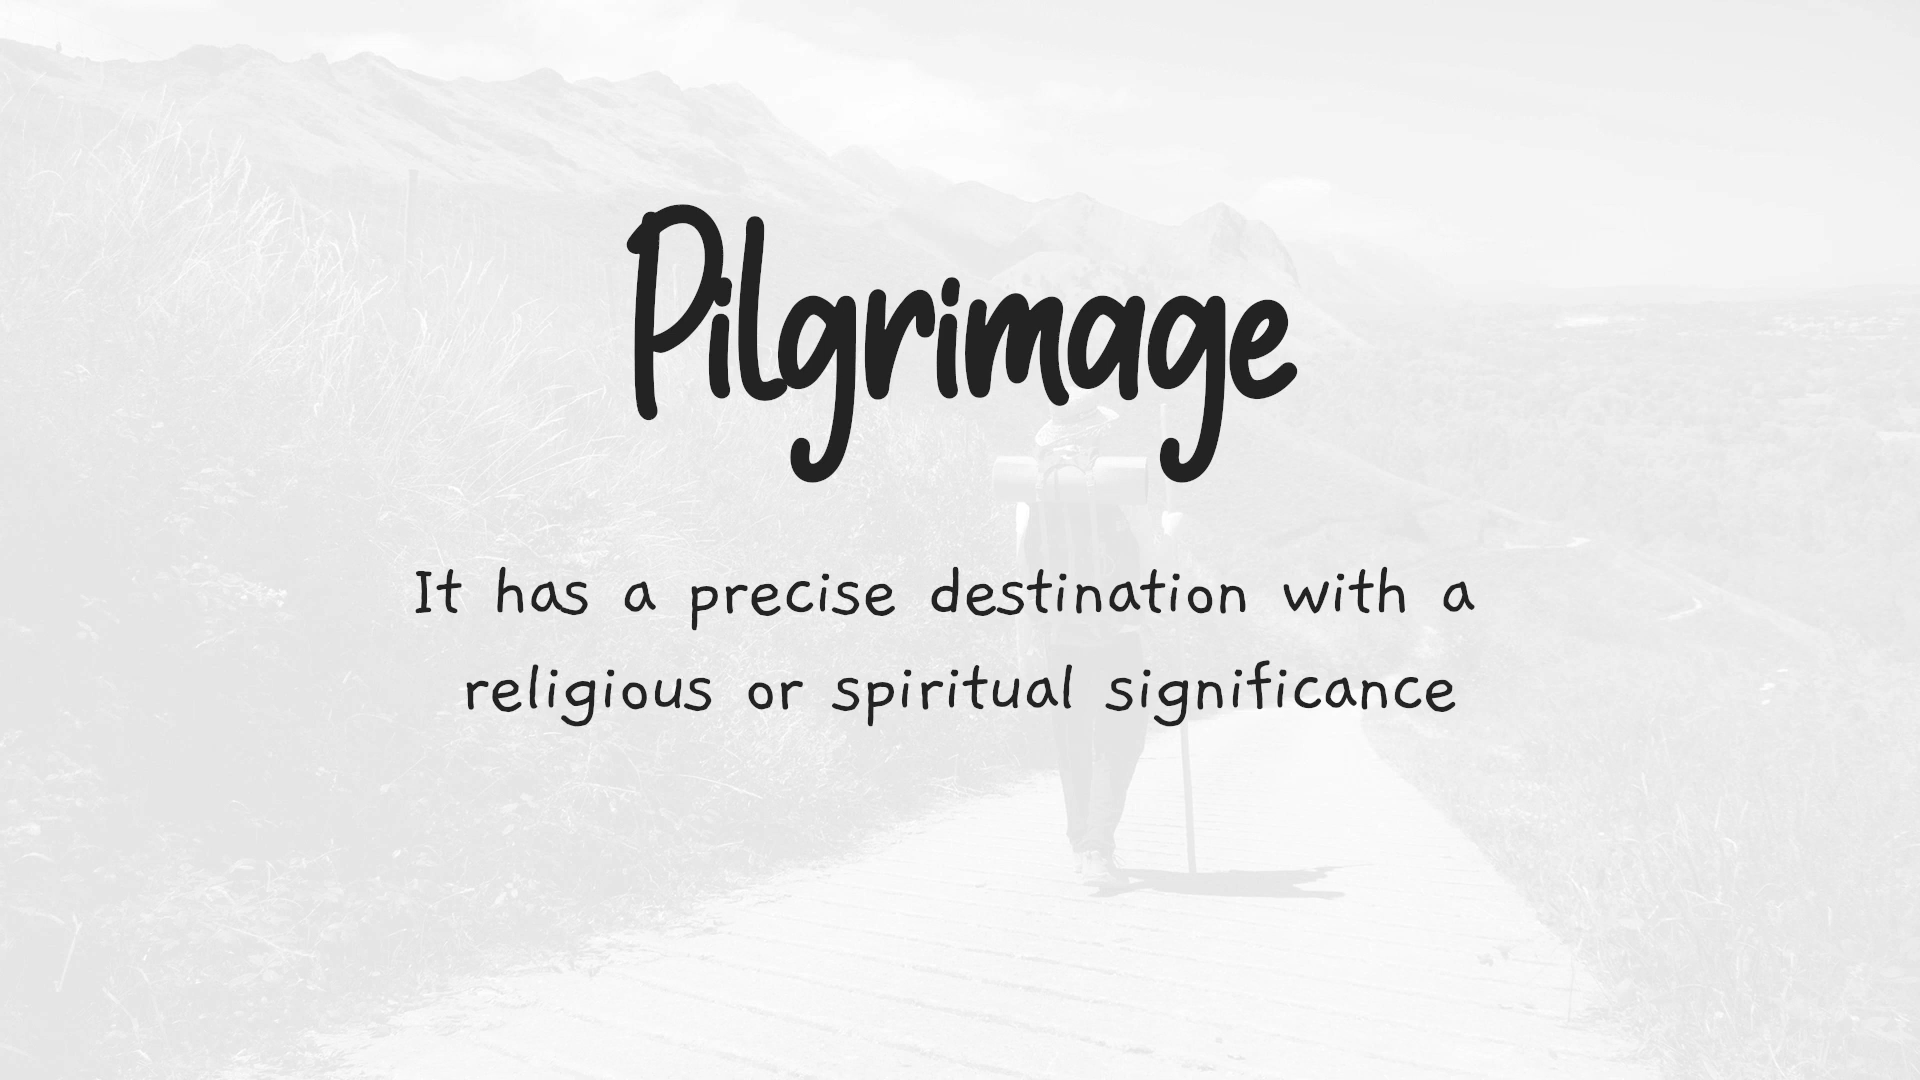 Pilgrimage
It has a precise destination with a
religious or spiritual significance